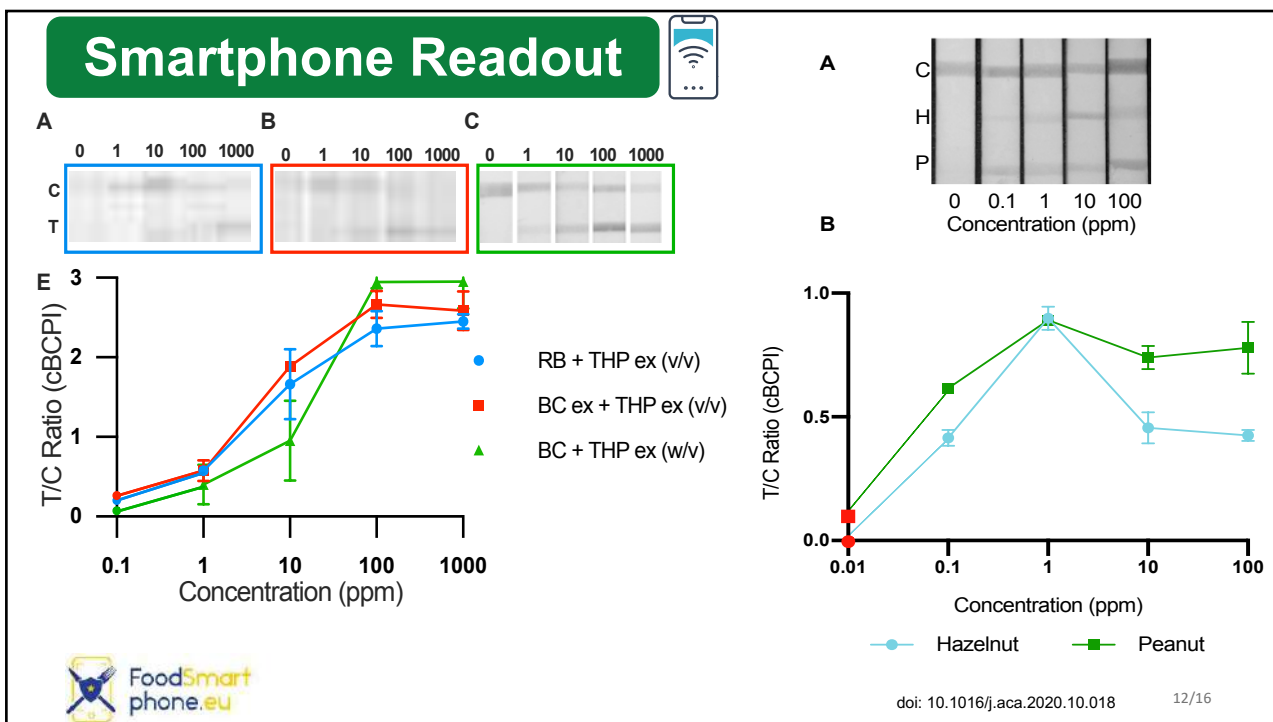 Smartphone Readout
A
B
C
0 1 10 100 1000
0 1 10 100 1000
0 1 10 100 1000
C
T
E
3
2
1
0
T/C Ratio (cBCPI)
0.1 1 10 100 1000
Concentration (ppm)
RB + THP ex (v/v)
BC ex + THP ex (v/v)
BC + THP ex (w/v)
A
C
H
P
0 0.1 1 10 100
Concentration (ppm)
B
1.0
0.5
0.0
T/C Ratio (cBCPI)
0.01 0.1 1 10 100
Concentration (ppm)
Hazelnut Peanut
FoodSmart
phone.eu
doi: 10.1016/j.aca.2020.10.018
12/16